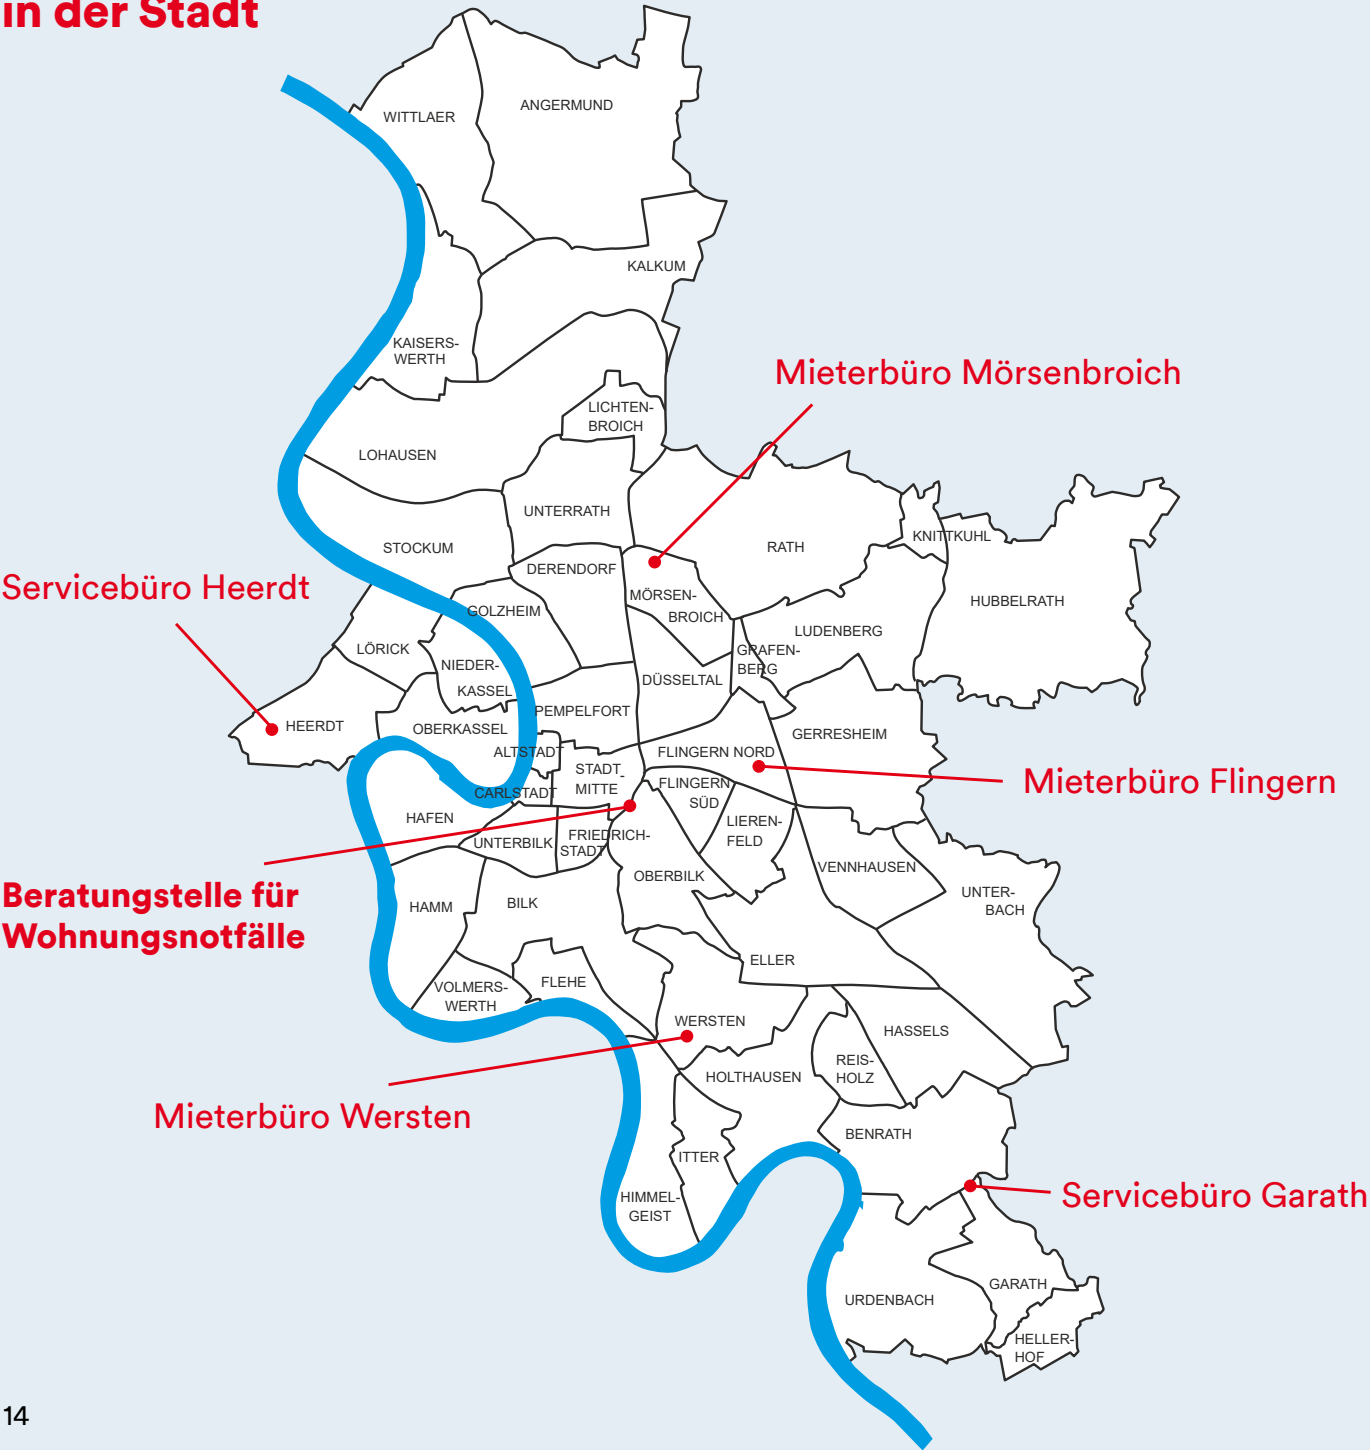 in der Stadt
WITTLAER
ANGERMUND
KALKUM
KAISERS-
WERTH
Mieterbüro Mörsenbroich
LICHTEN-
BROICH
LOHAUSEN
UNTERRATH
STOCKUM
RATH
KNITTKUHL
DERENDORF
Servicebüro Heerdt
MÖRSEN-
BROICH
HUBBELRATH
GOLZHEIM
LUDENBERG
LÖRICK
GRAFEN-
BERG
NIEDER-
KASSEL
DÜSSELTAL
PEMPELFORT
HEERDT
OBERKASSEL
GERRESHEIM
ALTSTADT
FLINGERN NORD
STADT-
MITTE
Mieterbüro Flingern
FLINGERN
SÜD
CARLSTADT
HAFEN
LIEREN-
FELD
UNTERBILK
FRIEDRICH-
STADT
VENNHAUSEN
OBERBILK
Beratungstelle für
Wohnungsnotfälle
UNTER-
BACH
HAMM
BILK
ELLER
VOLMERS-
WERTH
FLEHE
WERSTEN
HASSELS
REIS-
HOLZ
HOLTHAUSEN
Mieterbüro Wersten
BENRATH
ITTER
HIMMEL-
GEIST
Servicebüro Garath
GARATH
URDENBACH
HELLER-
HOF
14